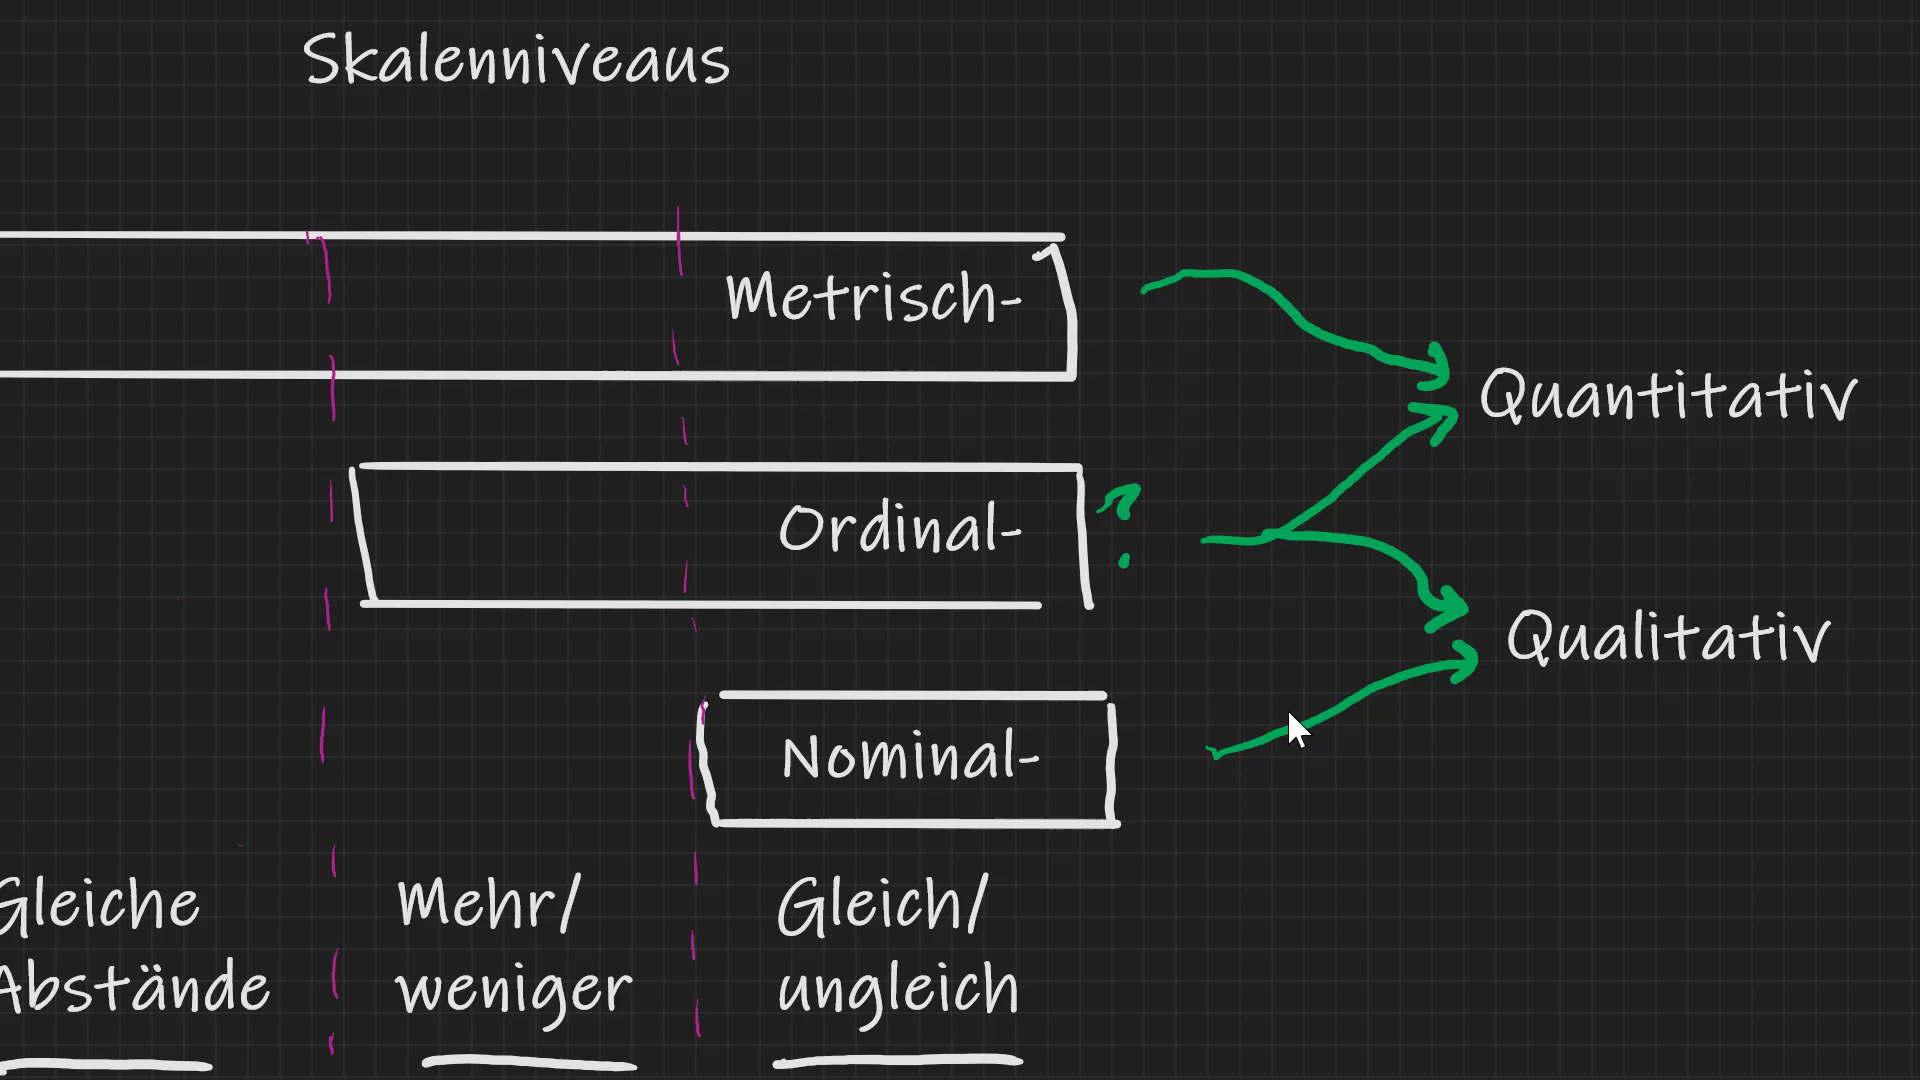 Skalenniveaus
Metrisch-
Quantitativ
Ordinal-
?
Qualitativ
Nominal-
Gleiche
Abstände
Mehr/
weniger
Gleich/
ungleich